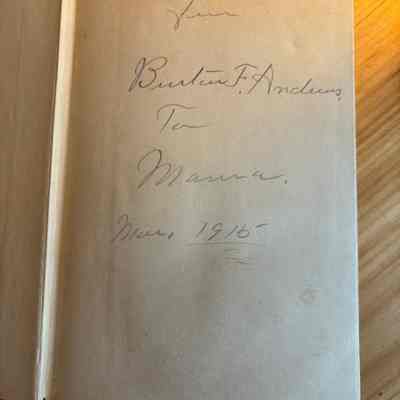 Burton F. Andrews,
To
Mamma.
Mar. 1915